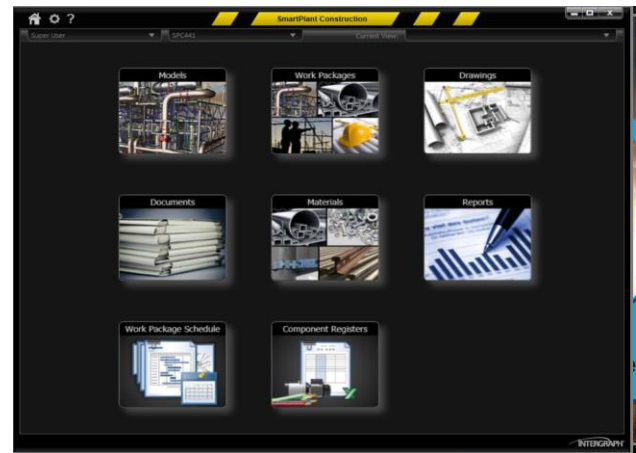 ?
SmartPlant Construction
Super User
SPC441
Current View:
Models
Work Packages
Drawings
Documents
Materials
Reports
Work Package Schedule
Component Registers
INTERGRAPH